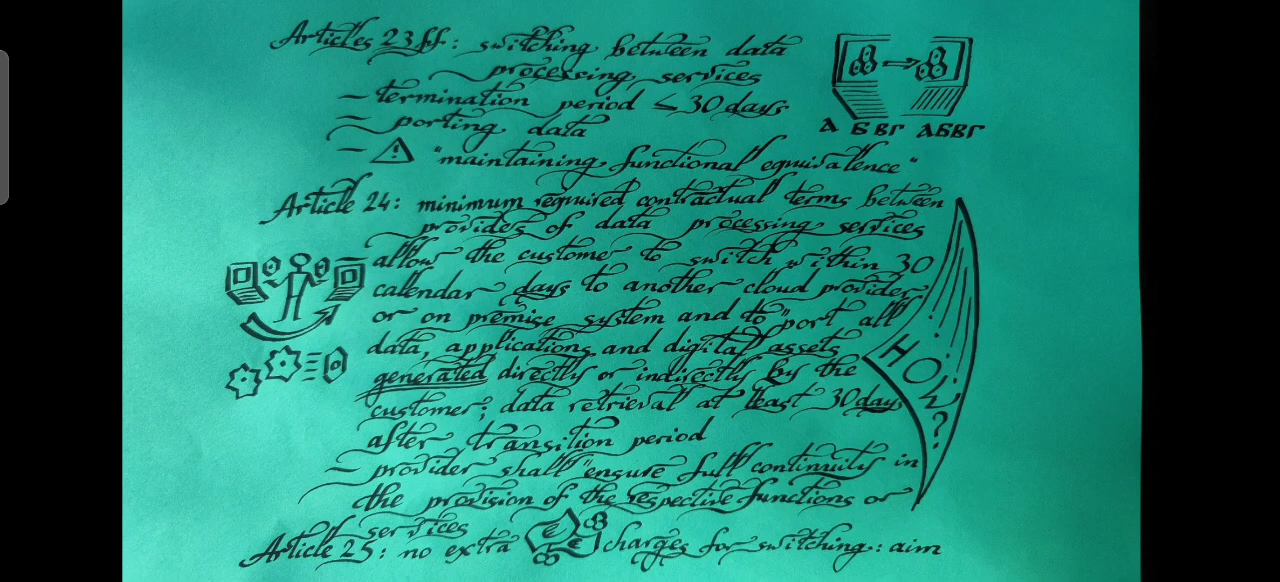 Articles 23ff: switching between data
processing services
– termination period ≤ 30 days
– porting data
– "maintaining functional equivalence"
А БВГ АБВГ
Article 24: minimum required contractual terms between
provides of data processing services
allow the customer to switch within 30
calendar days to another cloud provider
or on premise system and to "port all
data, applications and digital assets
generated directly or indirectly by the
customer; data retrieval at least 30 days
after transition period
HOW?
– provider shall "ensure full continuity in
the provision of the respective functions or
services
Article 25: no extra charges for switching: aim